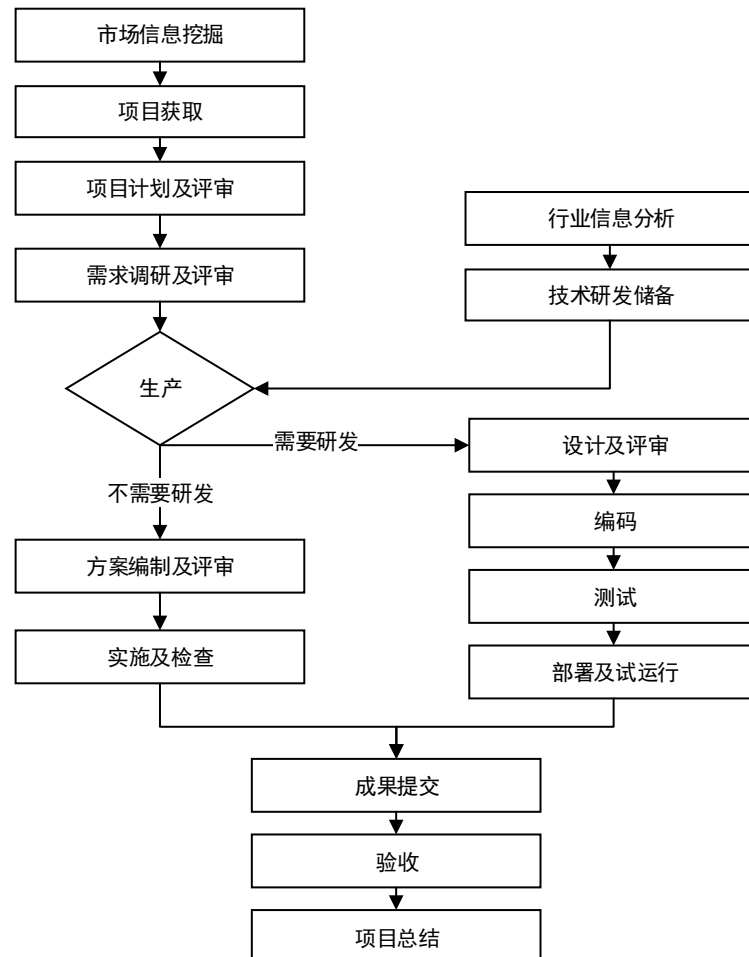 市场信息挖掘
项目获取
项目计划及评审
需求调研及评审
行业信息分析
技术研发储备
生产
需要研发
不需要研发
设计及评审
编码
测试
部署及试运行
方案编制及评审
实施及检查
成果提交
验收
项目总结